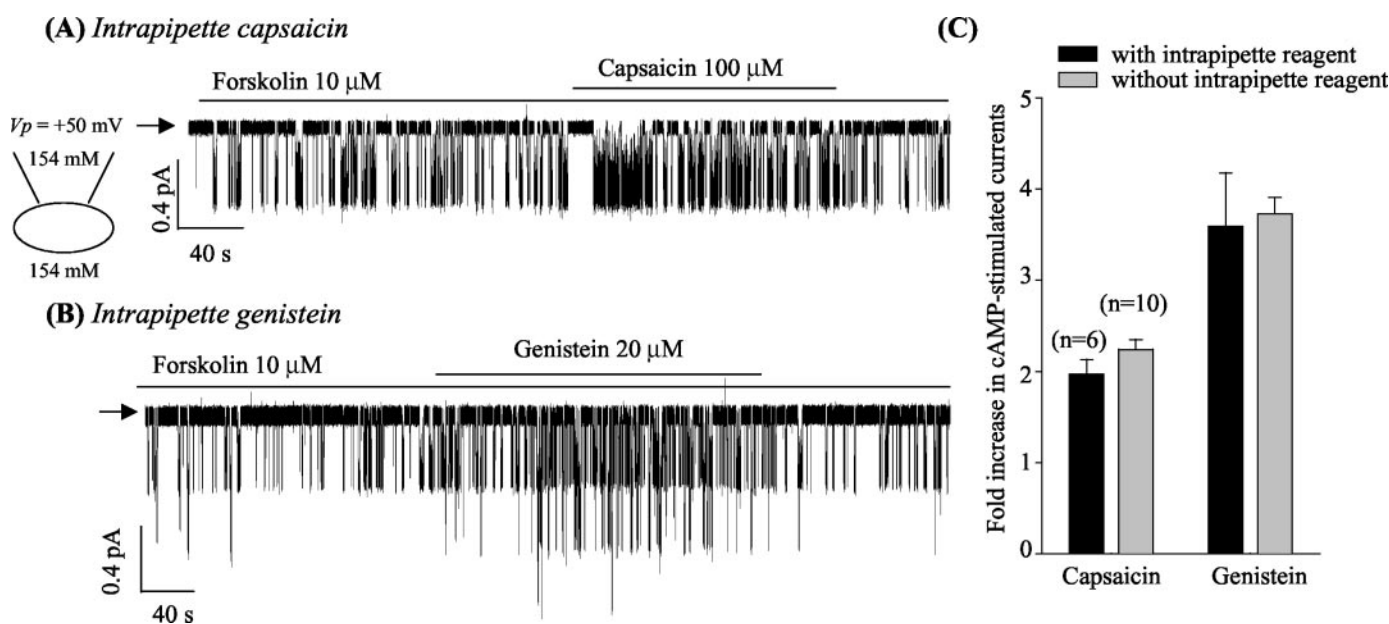 (A) Intrapipette capsaicin
Forskolin 10 μM
Capsaicin 100 μM
Vp = +50 mV
154 mM
154 mM
0.4 pA
40 s
(B) Intrapipette genistein
Forskolin 10 μM
Genistein 20 μM
0.4 pA
40 s
(C)
with intrapipette reagent
without intrapipette reagent
Fold increase in cAMP-stimulated currents
5
4
3
2
1
0
(n=6)
(n=10)
Capsaicin
Genistein